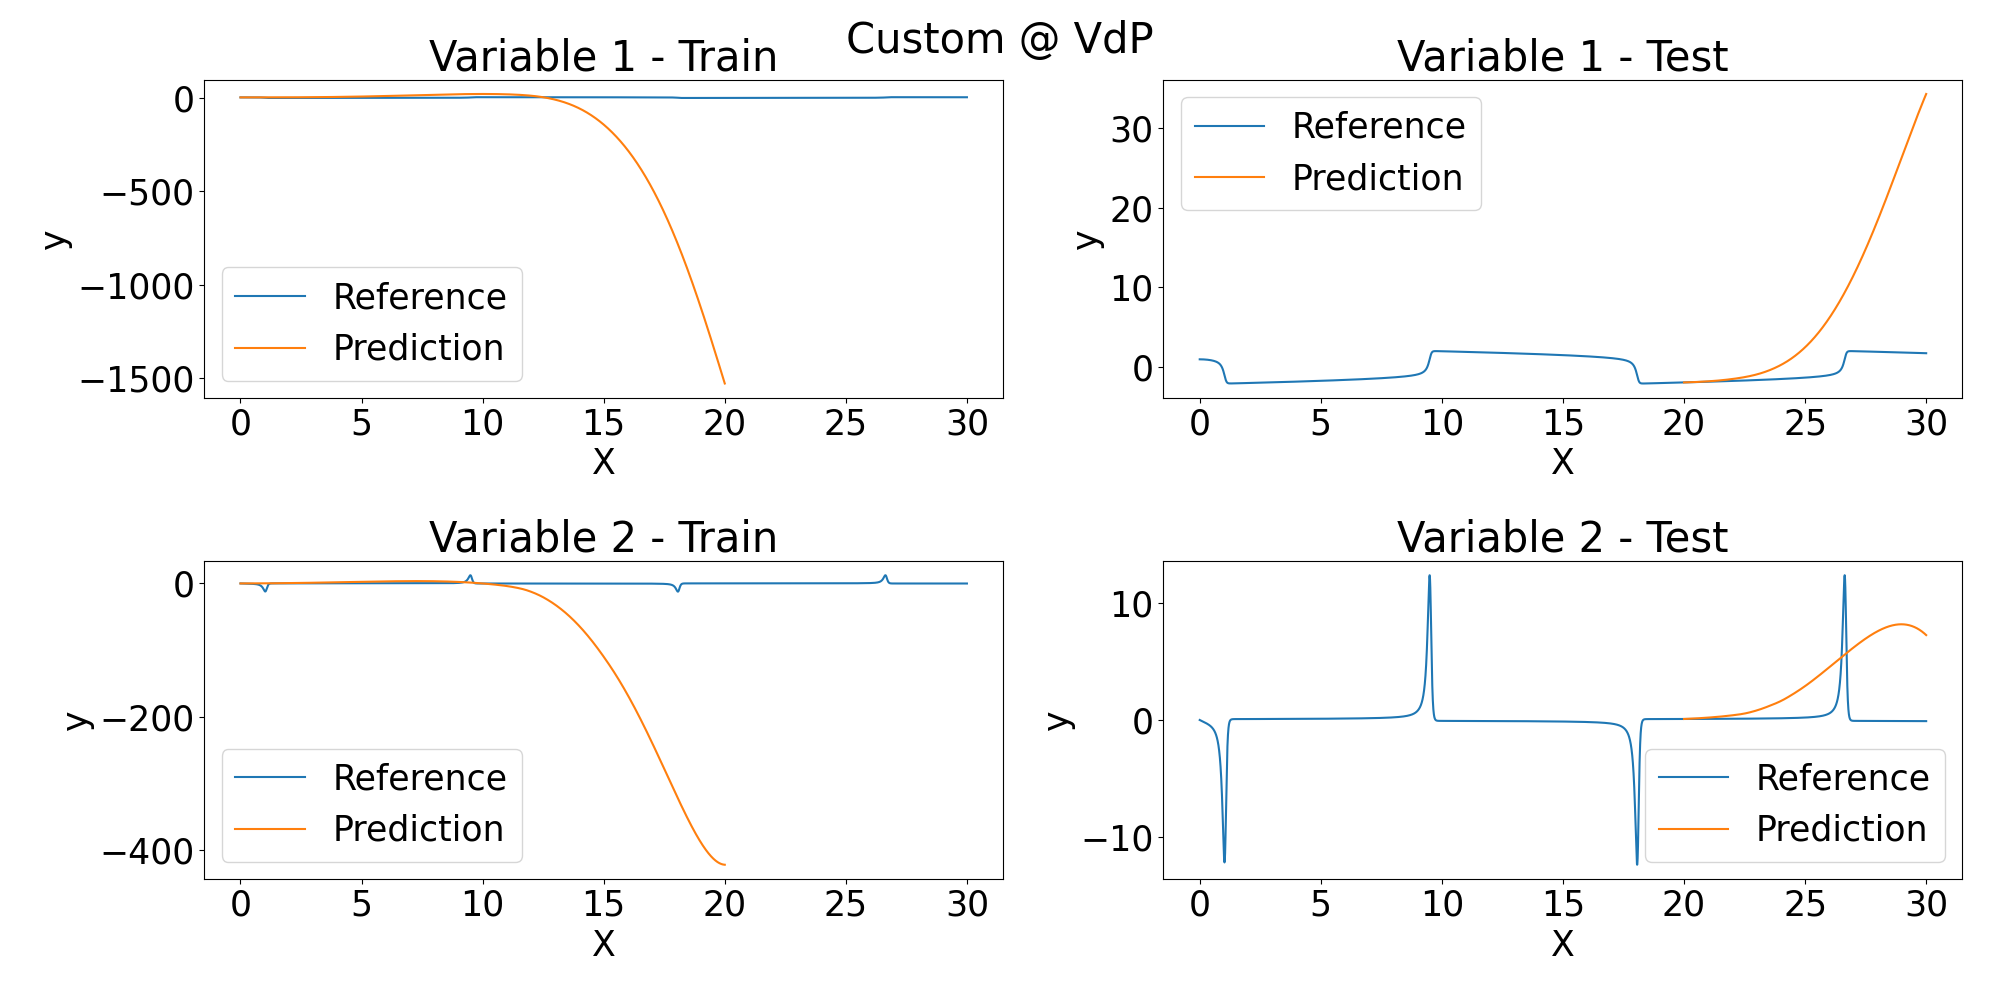 Custom @ VdP
Variable 1 - Train
0
−500
−1000
−1500
y
Reference
Prediction
0 5 10 15 20 25 30
X
Variable 1 - Test
30
20
10
0
y
Reference
Prediction
0 5 10 15 20 25 30
X
Variable 2 - Train
0
−200
−400
y
Reference
Prediction
0 5 10 15 20 25 30
X
Variable 2 - Test
10
0
−10
y
Reference
Prediction
0 5 10 15 20 25 30
X